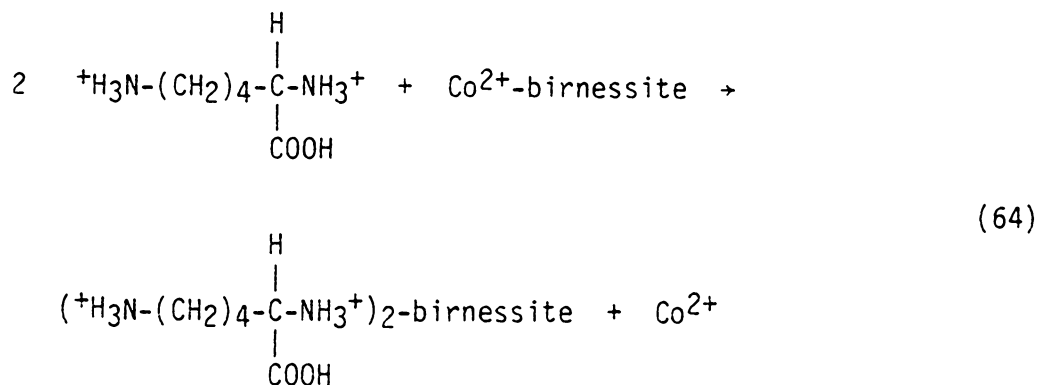 H
|
2 ⁺H₃N-(CH₂)₄-C-NH₃⁺ + Co²⁺-birnessite →
|
COOH
(64)
H
|
(⁺H₃N-(CH₂)₄-C-NH₃⁺)₂-birnessite + Co²⁺
|
COOH